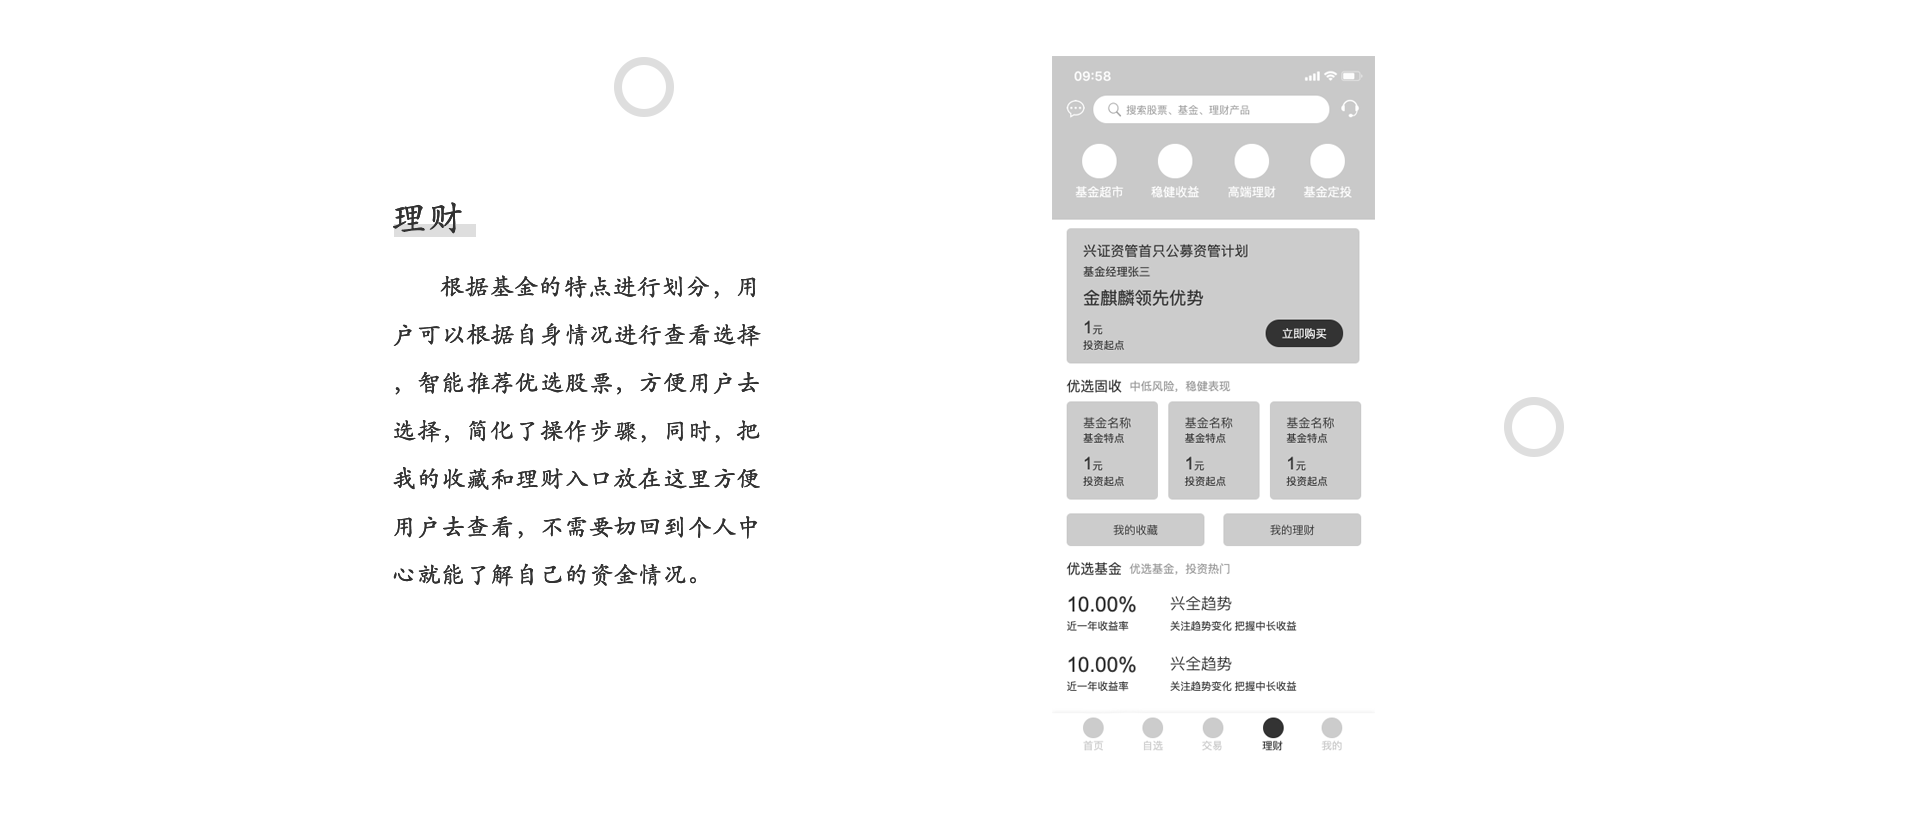 理财
根据基金的特点进行划分，用
户可以根据自身情况进行查看选择
，智能推荐优选股票，方便用户去
选择，简化了操作步骤，同时，把
我的收藏和理财入口放在这里方便
用户去查看，不需要切回到个人中
心就能了解自己的资金情况。
09:58
搜索股票、基金、理财产品
基金超市 稳健收益 高端理财 基金定投
兴证资管首只公募资管计划
基金经理张三
金麒麟领先优势
1元
投资起点
立即购买
优选固收 中低风险，稳健表现
基金名称 基金名称 基金名称
基金特点 基金特点 基金特点
1元 1元 1元
投资起点 投资起点 投资起点
我的收藏 我的理财
优选基金 优选基金，投资热门
10.00% 兴全趋势
近一年收益率 关注趋势变化 把握中长收益
10.00% 兴全趋势
近一年收益率 关注趋势变化 把握中长收益
首页 自选 交易 理财 我的